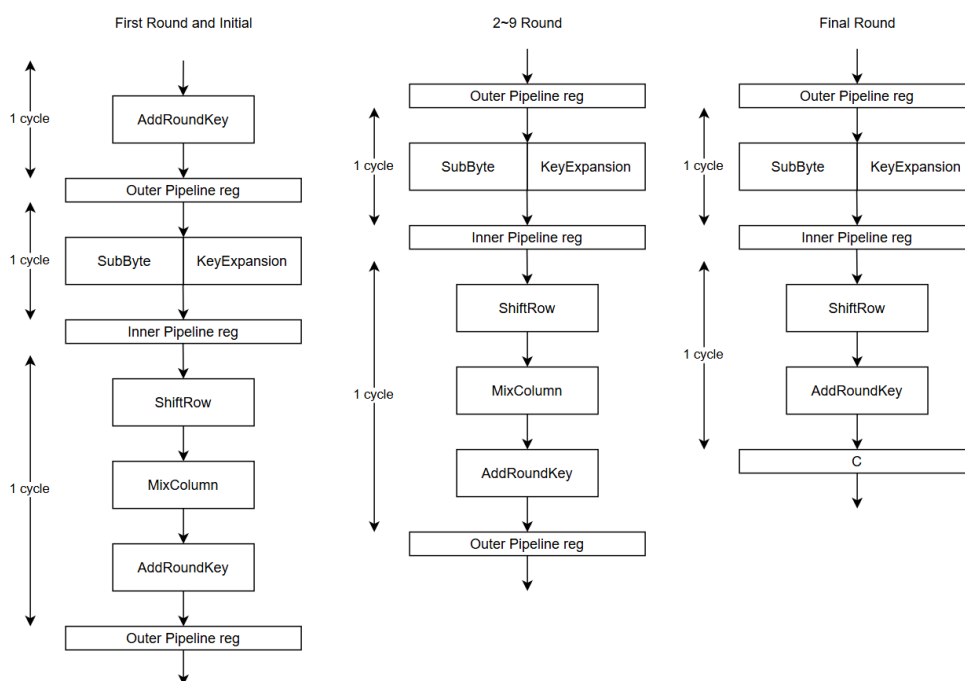 First Round and Initial
1 cycle
AddRoundKey
Outer Pipeline reg
1 cycle
SubByte
KeyExpansion
Inner Pipeline reg
1 cycle
ShiftRow
MixColumn
AddRoundKey
Outer Pipeline reg
2~9 Round
Outer Pipeline reg
1 cycle
SubByte
KeyExpansion
Inner Pipeline reg
1 cycle
ShiftRow
MixColumn
AddRoundKey
Outer Pipeline reg
Final Round
Outer Pipeline reg
1 cycle
SubByte
KeyExpansion
Inner Pipeline reg
1 cycle
ShiftRow
AddRoundKey
C